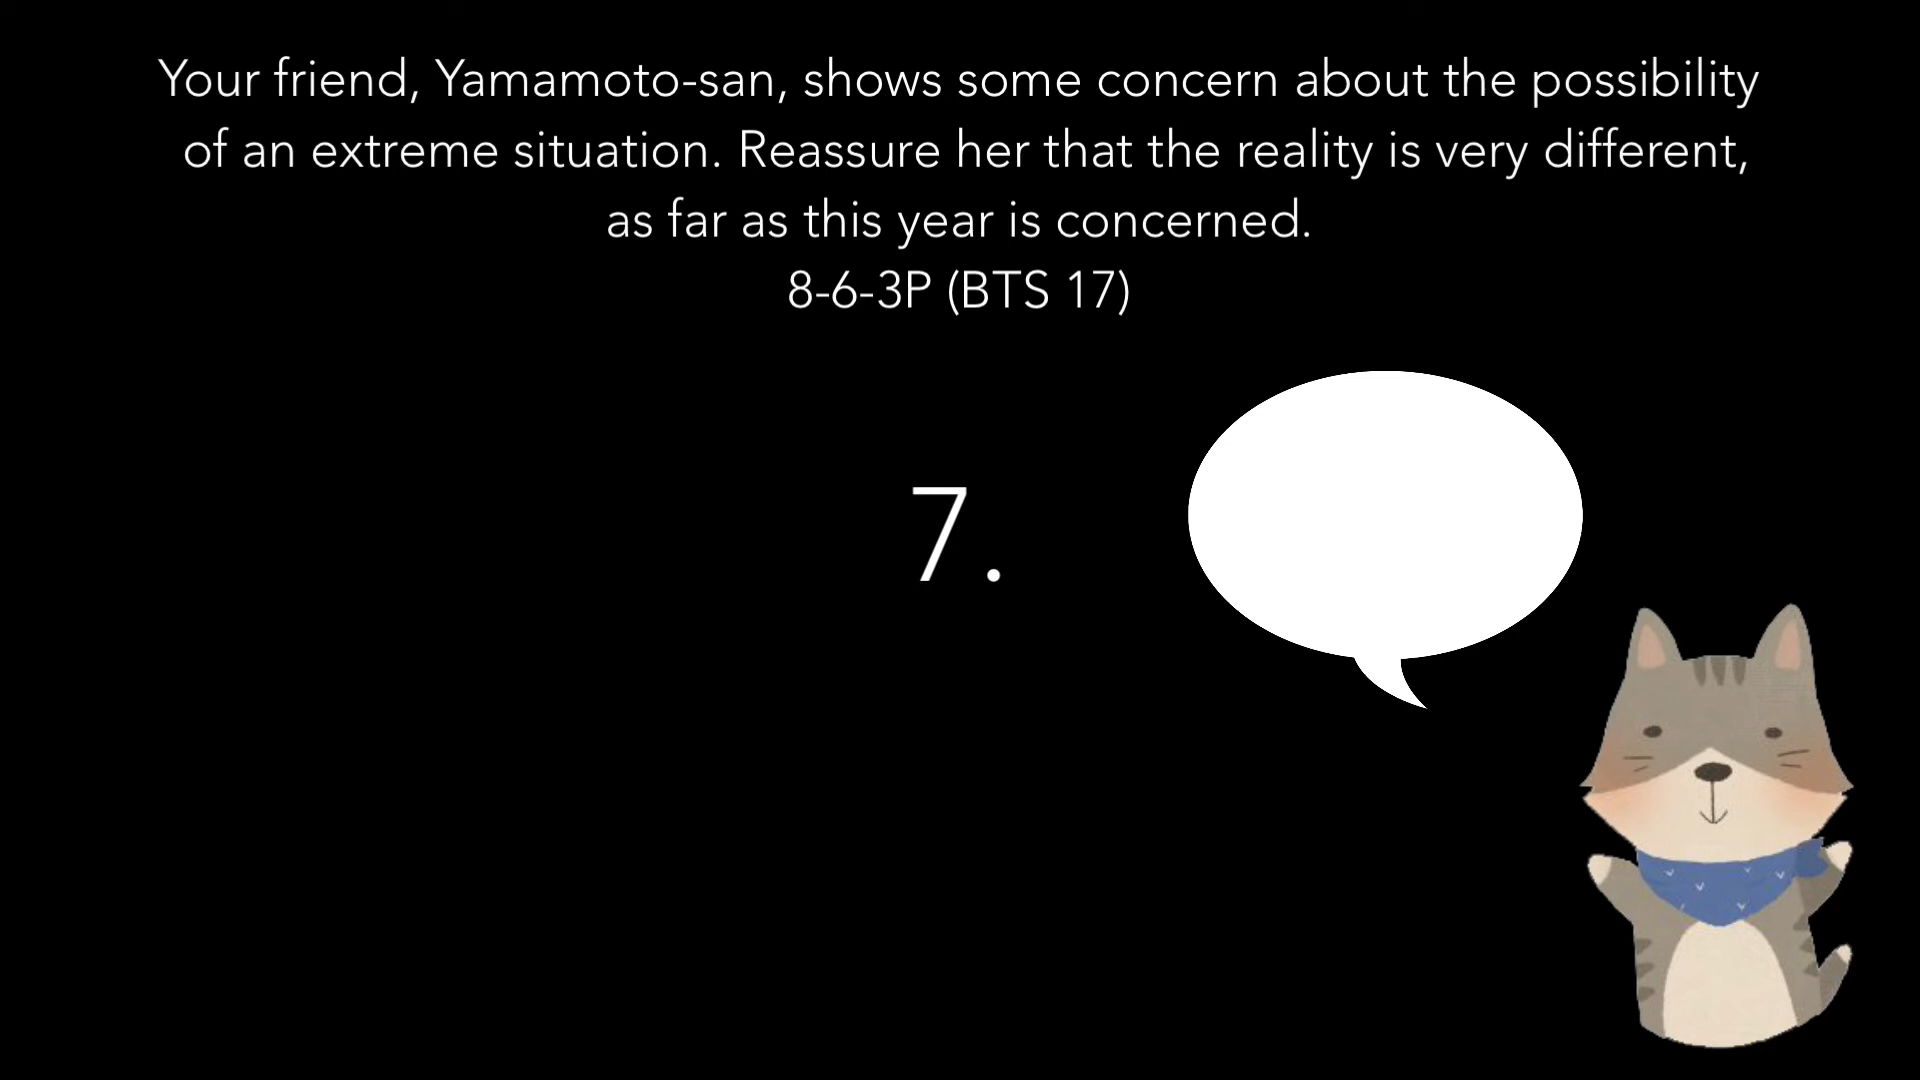 Your friend, Yamamoto-san, shows some concern about the possibility
of an extreme situation. Reassure her that the reality is very different,
as far as this year is concerned.
8-6-3P (BTS 17)
7.